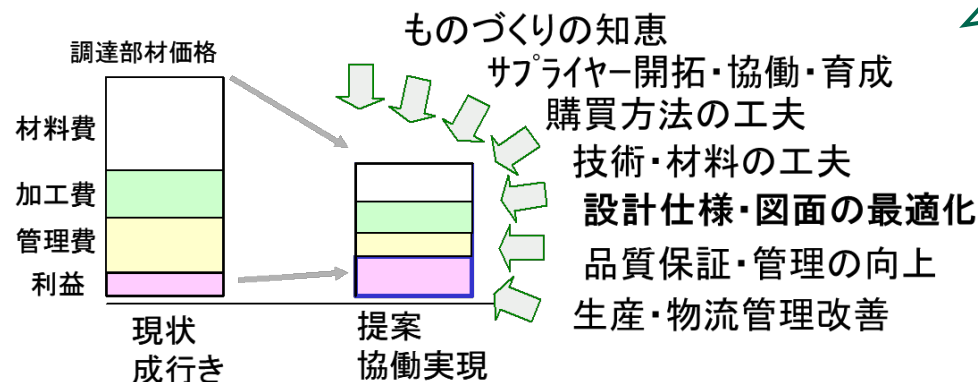 ものづくりの知恵
調達部材価格
サプライヤー開拓・協働・育成
購買方法の工夫
材料費
技術・材料の工夫
加工費
設計仕様・図面の最適化
管理費
品質保証・管理の向上
利益
生産・物流管理改善
現状
成行き
提案
協働実現